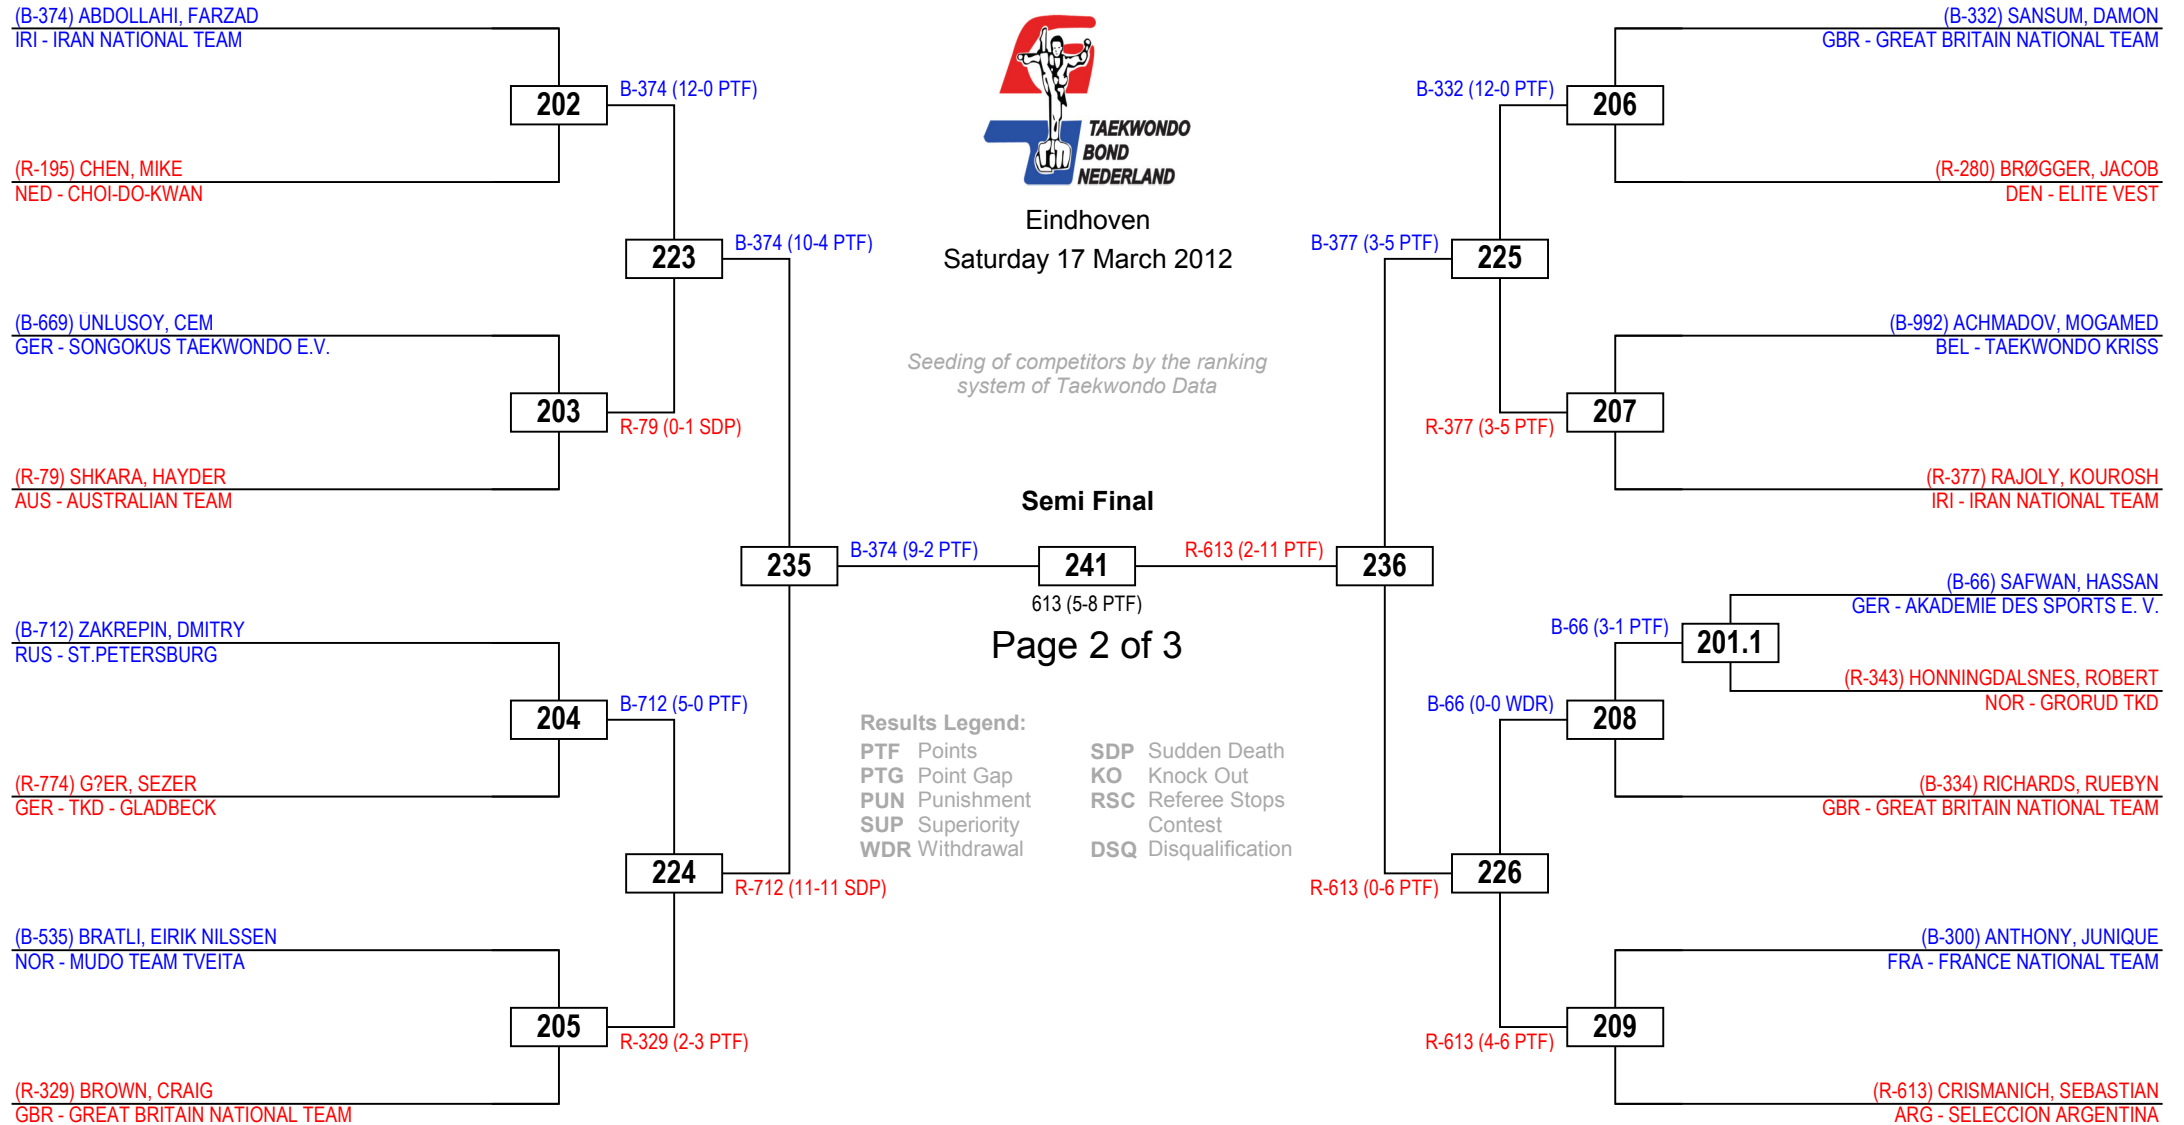 (B-374) ABDOLLAHI, FARZAD
IRI - IRAN NATIONAL TEAM
B-374 (12-0 PTF)
202
(R-195) CHEN, MIKE
NED - CHOI-DO-KWAN
223
B-374 (10-4 PTF)
(B-669) UNLÜSOY, CEM
GER - SONGOKUS TAEKWONDO E.V.
203
R-79 (0-1 SDP)
(R-79) SHKARA, HAYDER
AUS - AUSTRALIAN TEAM
235
B-374 (9-2 PTF)
(B-712) ZAKREPIN, DMITRY
RUS - ST.PETERSBURG
204
B-712 (5-0 PTF)
(R-774) G?ER, SEZER
GER - TKD - GLADBECK
224
R-712 (11-11 SDP)
(B-535) BRATLI, EIRIK NILSSEN
NOR - MUDO TEAM TVEITA
205
R-329 (2-3 PTF)
(R-329) BROWN, CRAIG
GBR - GREAT BRITAIN NATIONAL TEAM
TAEKWONDO
BOND
NEDERLAND
Eindhoven
Saturday 17 March 2012
Seeding of competitors by the ranking
system of Taekwondo Data
Semi Final
241
613 (5-8 PTF)
Page 2 of 3
Results Legend:
PTF Points SDP Sudden Death
PTG Point Gap KO Knock Out
PUN Punishment RSC Referee Stops
SUP Superiority Contest
WDR Withdrawal DSQ Disqualification
(B-332) SANSUM, DAMON
GBR - GREAT BRITAIN NATIONAL TEAM
B-332 (12-0 PTF)
206
(R-280) BRØGGER, JACOB
DEN - ELITE VEST
B-377 (3-5 PTF)
225
(B-992) ACHMADOV, MOGAMED
BEL - TAEKWONDO KRISS
207
R-377 (3-5 PTF)
(R-377) RAJOLY, KOUROSH
IRI - IRAN NATIONAL TEAM
R-613 (2-11 PTF)
236
(B-66) SAFWAN, HASSAN
GER - AKADEMIE DES SPORTS E. V.
B-66 (3-1 PTF)
201.1
(R-343) HONNINGDALSNES, ROBERT
NOR - GRORUD TKD
B-66 (0-0 WDR)
208
(B-334) RICHARDS, RUEBYN
GBR - GREAT BRITAIN NATIONAL TEAM
226
R-613 (0-6 PTF)
(B-300) ANTHONY, JUNIQUE
FRA - FRANCE NATIONAL TEAM
209
R-613 (4-6 PTF)
(R-613) CRISMANICH, SEBASTIAN
ARG - SELECCION ARGENTINA